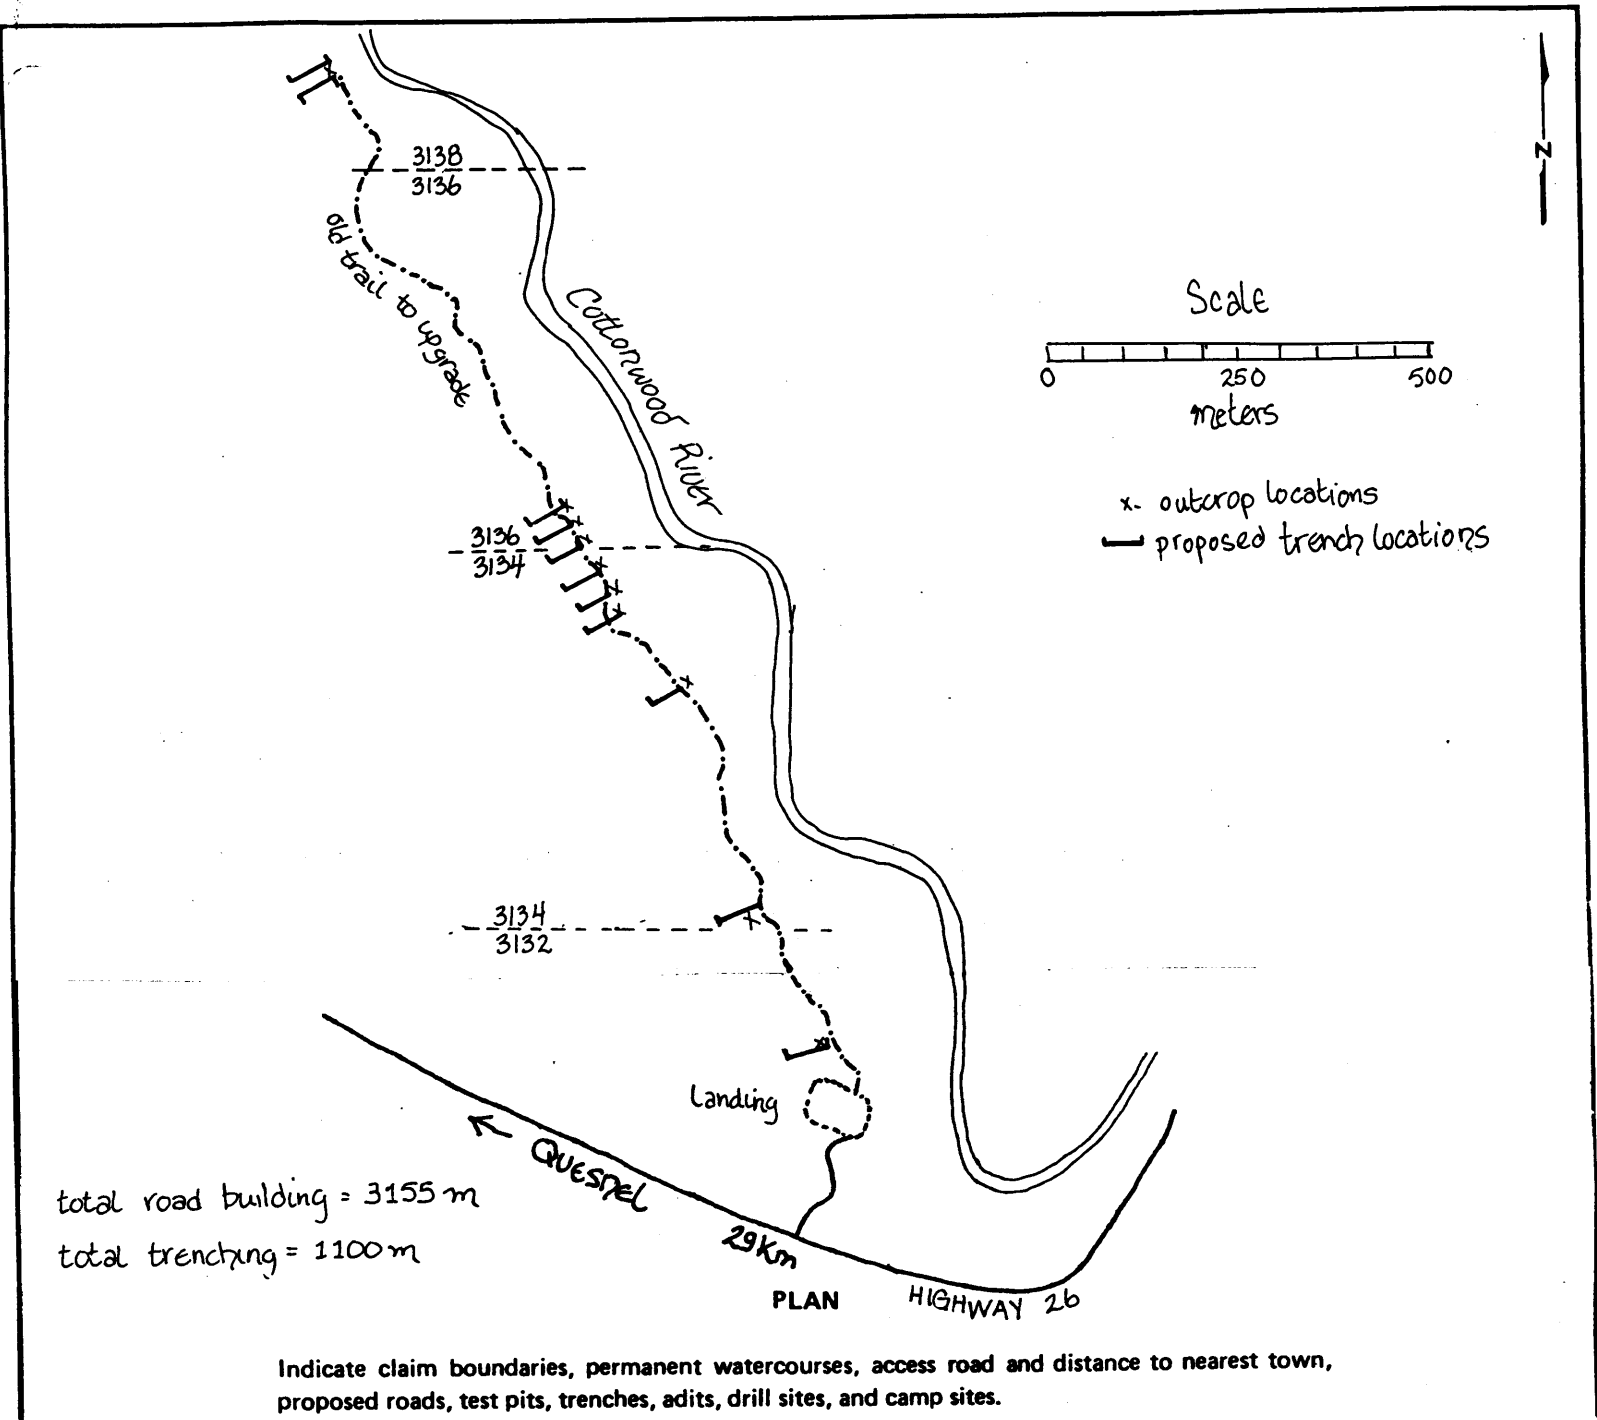 N
3138
3136
old trail to upgrade
Cottonwood River
Scale
0 250 500
meters
x- outcrop locations
proposed trench locations
3136
3134
3134
3132
Landing
QUESNEL
29Km
HIGHWAY 26
total road building = 3155 m
total trenching = 1100 m
PLAN
Indicate claim boundaries, permanent watercourses, access road and distance to nearest town,
proposed roads, test pits, trenches, adits, drill sites, and camp sites.